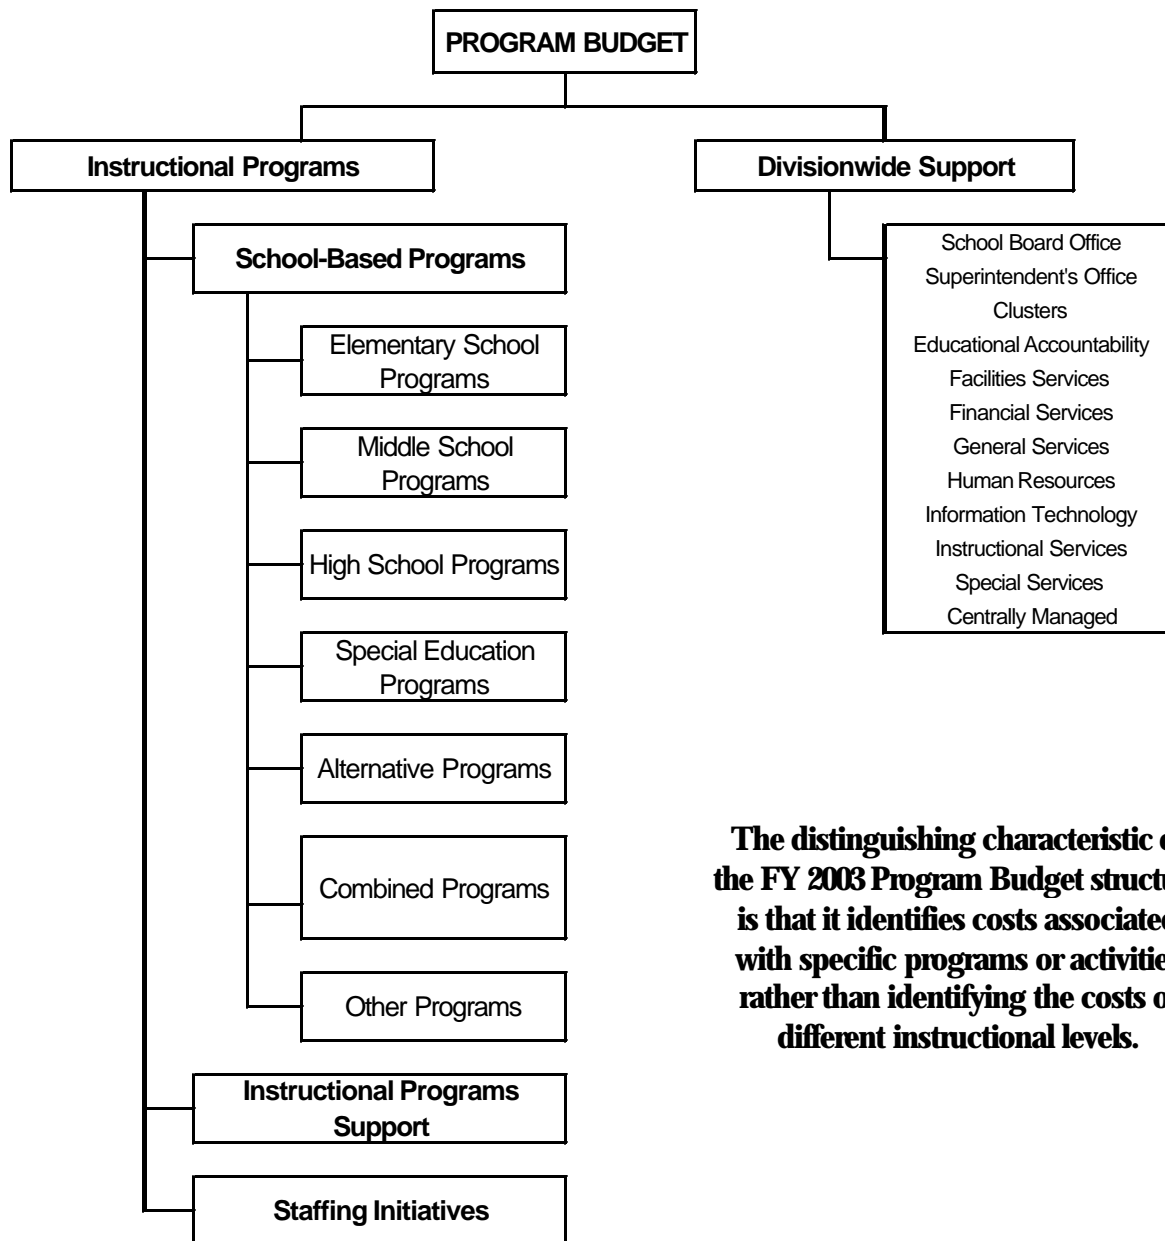 PROGRAM BUDGET
Instructional Programs
School-Based Programs
Elementary School
Programs
Middle School
Programs
High School Programs
Special Education
Programs
Alternative Programs
Combined Programs
Other Programs
Instructional Programs
Support
Staffing Initiatives
Divisionwide Support
School Board Office
Superintendent's Office
Clusters
Educational Accountability
Facilities Services
Financial Services
General Services
Human Resources
Information Technology
Instructional Services
Special Services
Centrally Managed
The distinguishing characteristic
the FY 2003 Program Budget
is that it identifies costs
with specific programs or
rather than identifying the costs
different instructional levels.